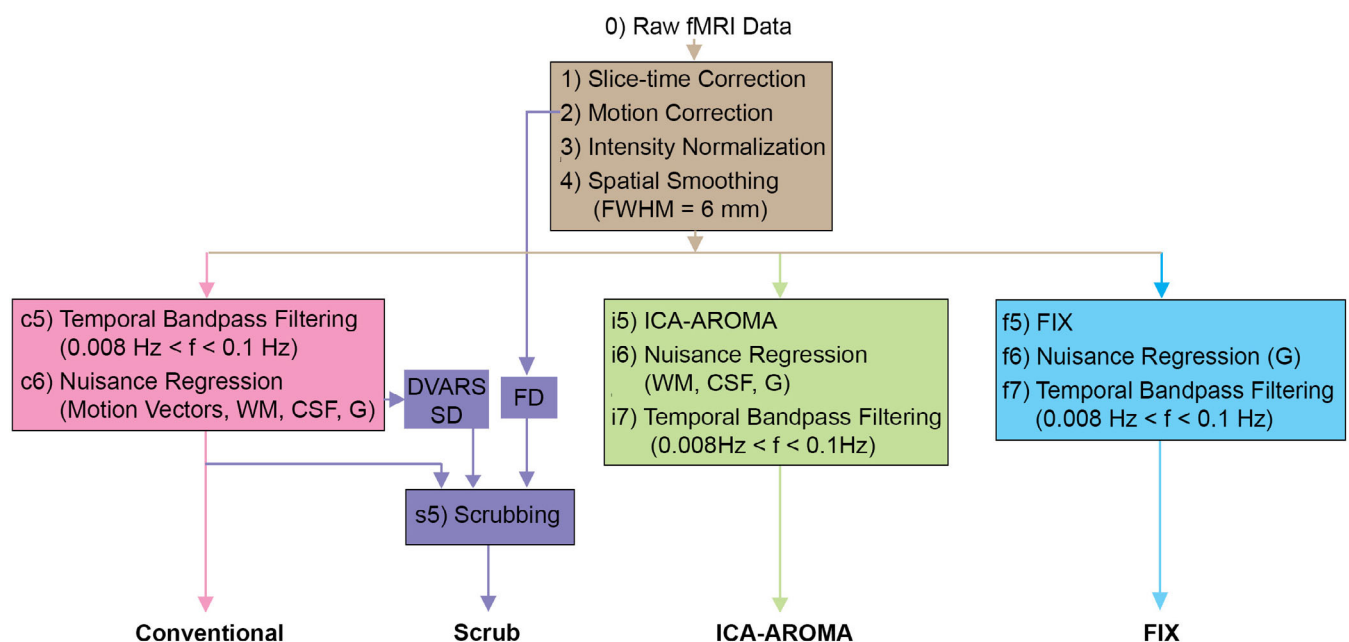 0) Raw fMRI Data
1) Slice-time Correction
2) Motion Correction
3) Intensity Normalization
4) Spatial Smoothing
(FWHM = 6 mm)
c5) Temporal Bandpass Filtering
(0.008 Hz < f < 0.1 Hz)
c6) Nuisance Regression
(Motion Vectors, WM, CSF, G)
DVARS
SD
FD
s5) Scrubbing
i5) ICA-AROMA
i6) Nuisance Regression
(WM, CSF, G)
i7) Temporal Bandpass Filtering
(0.008Hz < f < 0.1Hz)
f5) FIX
f6) Nuisance Regression (G)
f7) Temporal Bandpass Filtering
(0.008 Hz < f < 0.1 Hz)
Conventional
Scrub
ICA-AROMA
FIX